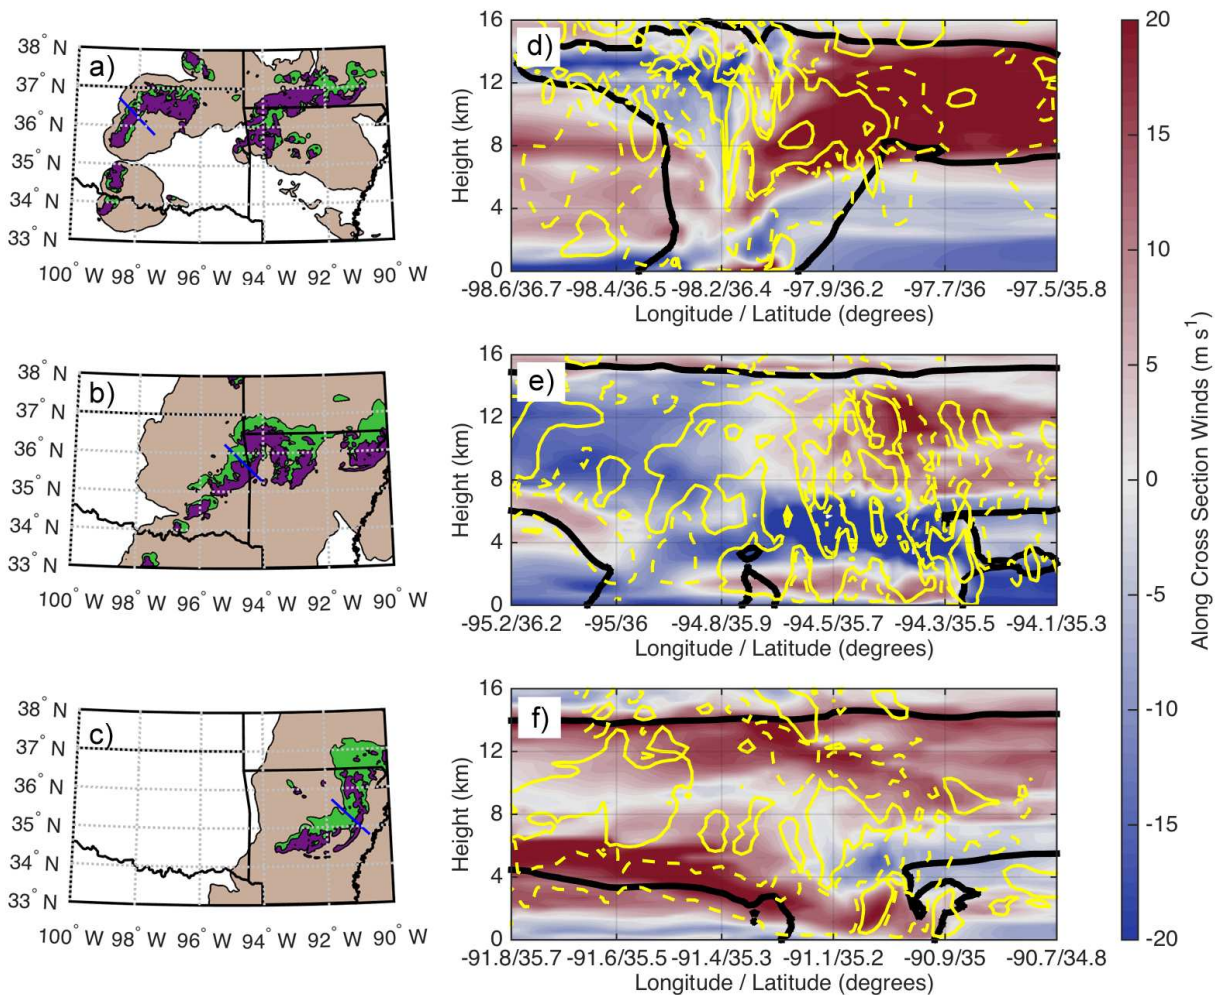 a)
38° N
37° N
36° N
35° N
34° N
33° N
100° W 98° W 96° W 94° W 92° W 90° W
d)
Height (km)
16
12
8
4
0
-98.6/36.7 -98.4/36.5 -98.2/36.4 -97.9/36.2 -97.7/36 -97.5/35.8
Longitude / Latitude (degrees)
b)
38° N
37° N
36° N
35° N
34° N
33° N
100° W 98° W 96° W 94° W 92° W 90° W
e)
Height (km)
16
12
8
4
0
-95.2/36.2 -95/36 -94.8/35.9 -94.5/35.7 -94.3/35.5 -94.1/35.3
Longitude / Latitude (degrees)
c)
38° N
37° N
36° N
35° N
34° N
33° N
100° W 98° W 96° W 94° W 92° W 90° W
f)
Height (km)
16
12
8
4
0
-91.8/35.7 -91.6/35.5 -91.4/35.3 -91.1/35.2 -90.9/35 -90.7/34.8
Longitude / Latitude (degrees)
20
15
10
5
0
-5
-10
-15
-20
Along Cross Section Winds (m s¹)